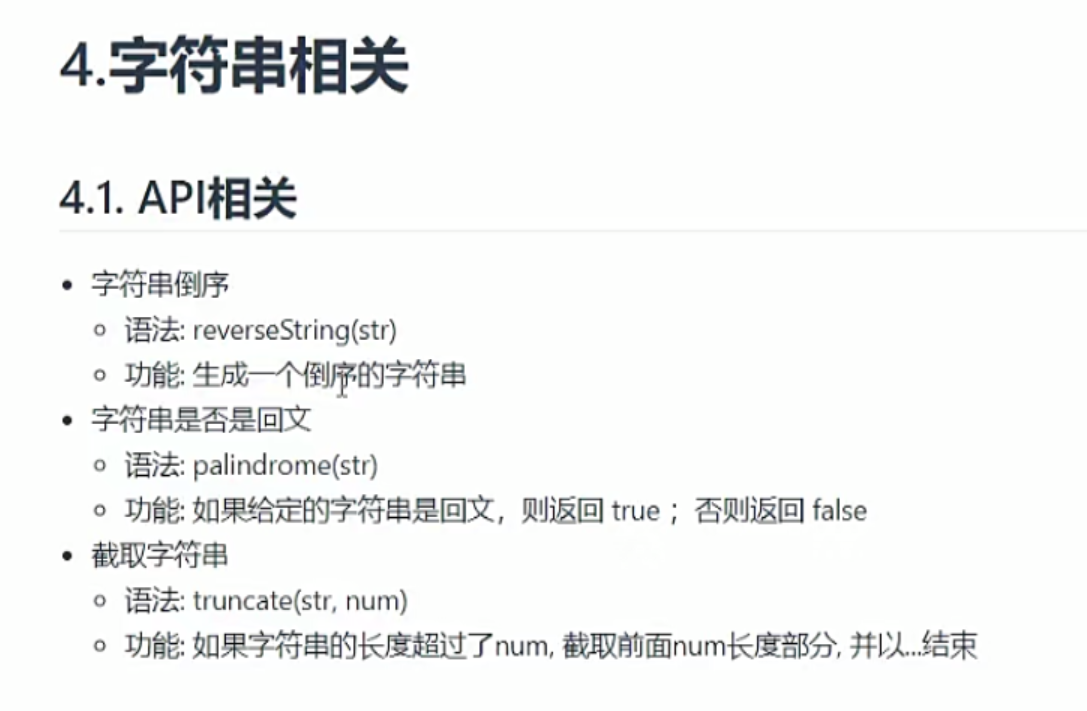 4.字符串相关
4.1. API相关
字符串倒序
语法: reverseString(str)
功能: 生成一个倒序的字符串
字符串是否是回文
语法: palindrome(str)
功能: 如果给定的字符串是回文，则返回 true ；否则返回 false
截取字符串
语法: truncate(str, num)
功能: 如果字符串的长度超过了num, 截取前面num长度部分, 并以...结束